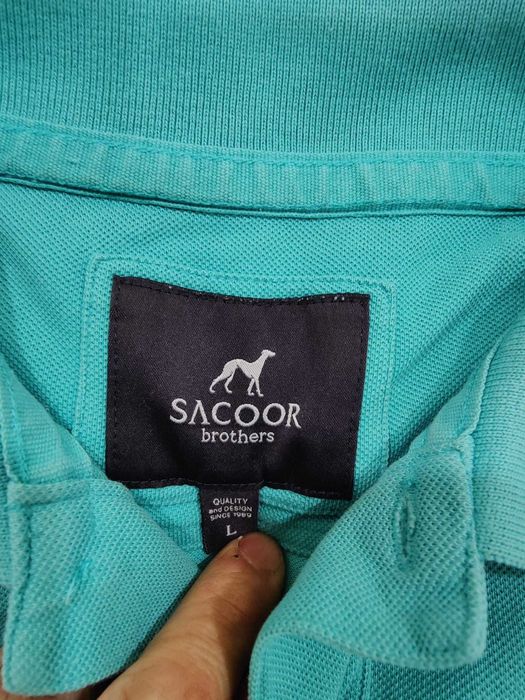 SACOOR
brothers
QUALITY
and DESIGN
SINCE 1989
L